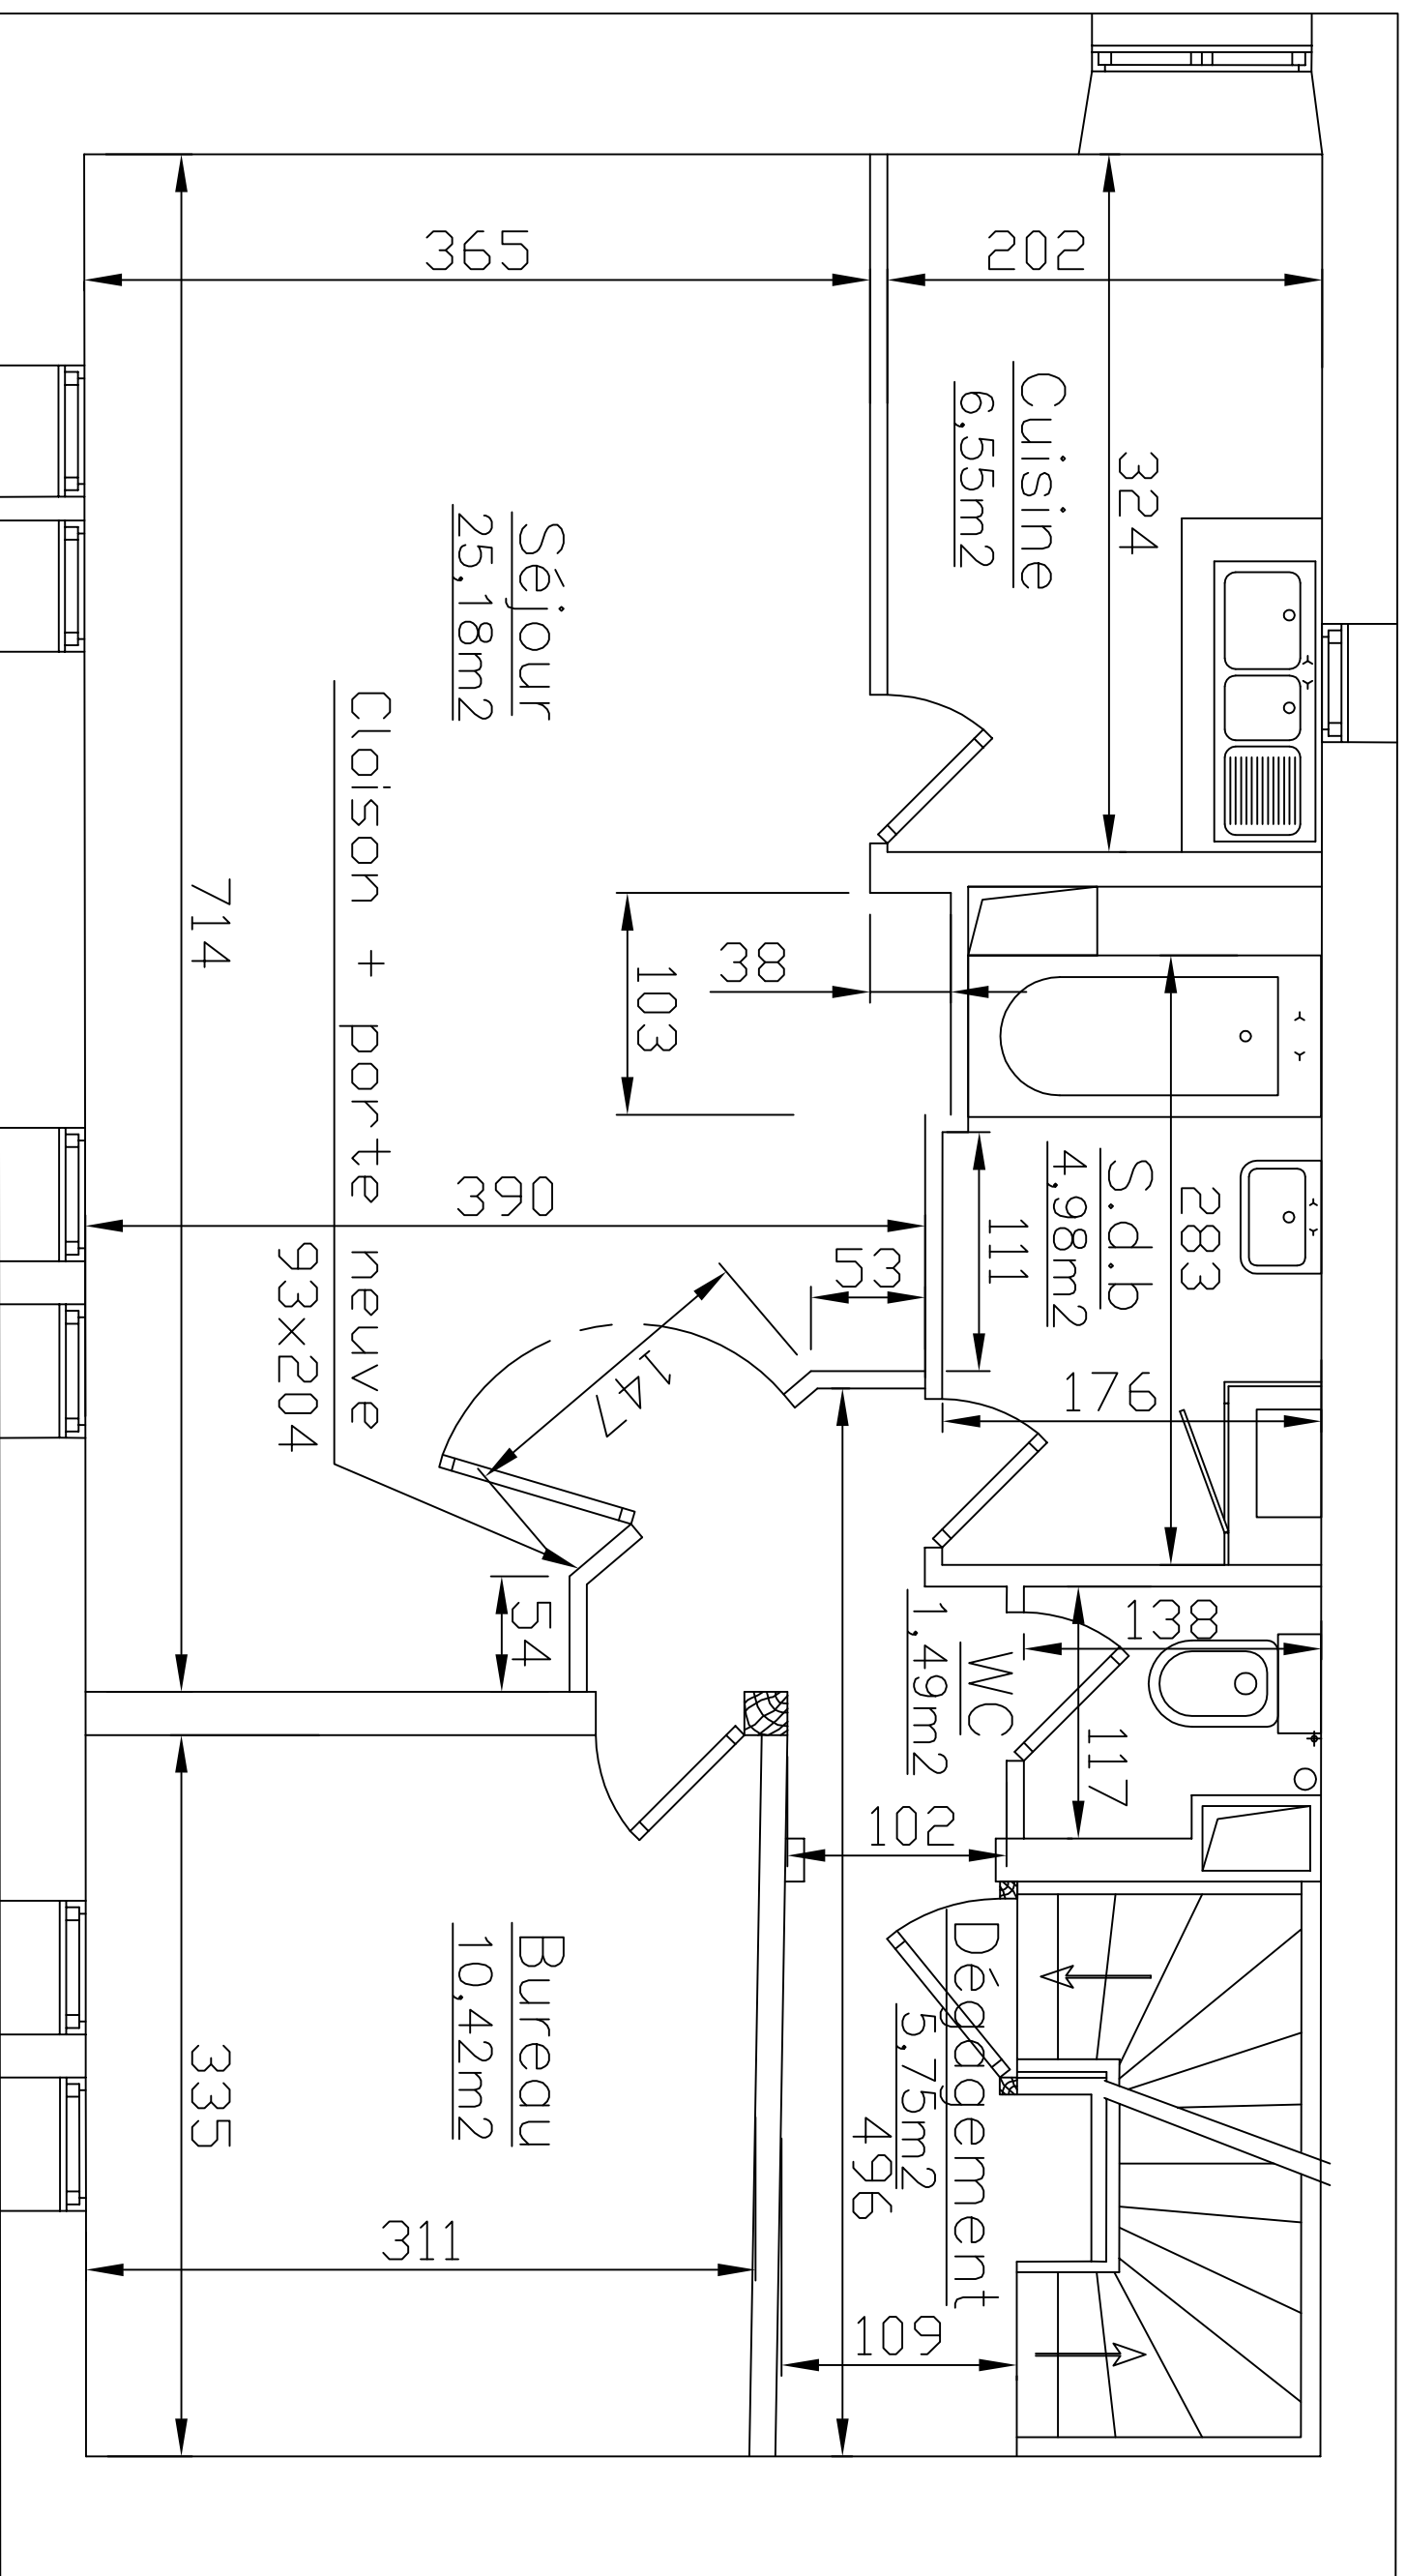 365
202
Cuisine
6,55m2
324
Séjour
25,18m2
Cloison + porte neuve
93x204
714
38
103
390
53
111
S.d.b
4,98m2
283
176
147
54
138
WC
1,49m2
117
102
Dégagement
5,75m2
496
Bureau
10,42m2
335
311
109